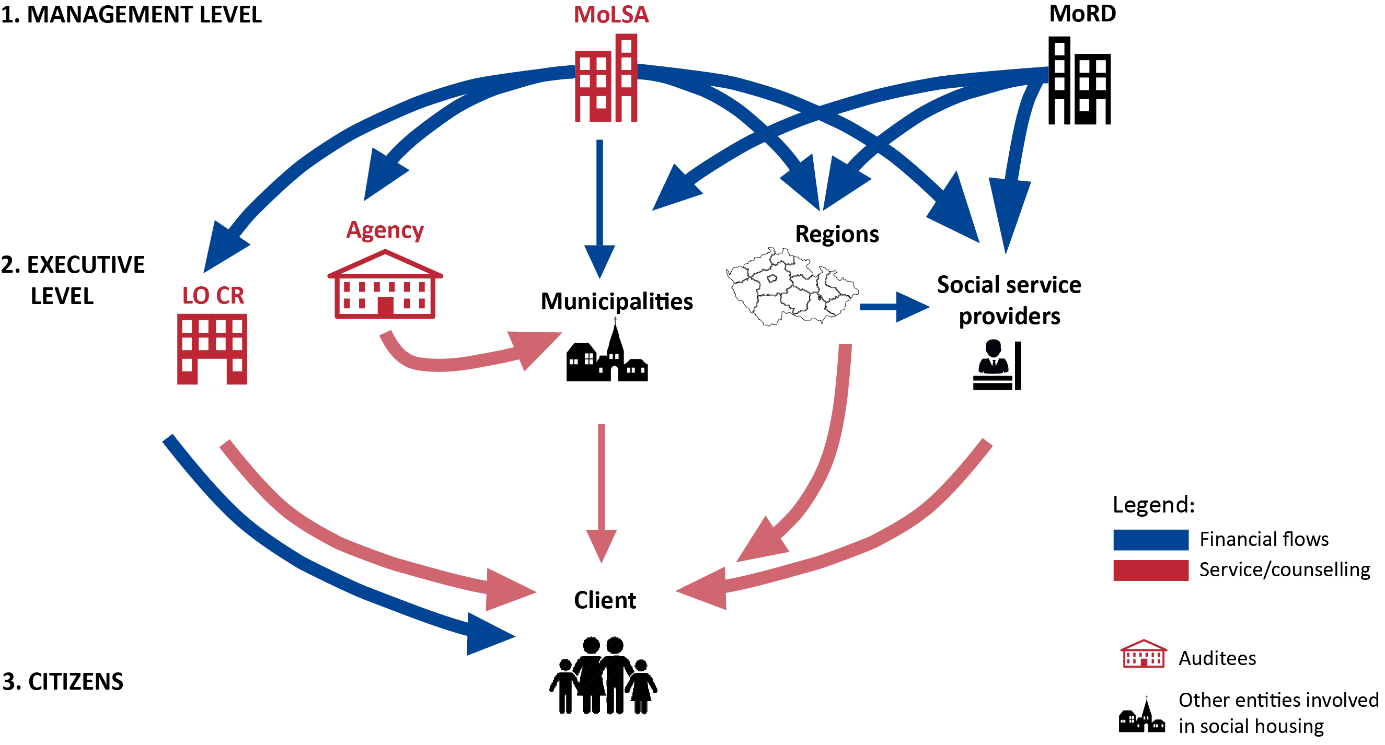 1. MANAGEMENT LEVEL
MoLSA
MoRD
Agency
Regions
2. EXECUTIVE
LEVEL
LO CR
Municipalities
Social service
providers
Legend:
Financial flows
Service/counselling
Client
Auditees
3. CITIZENS
Other entities involved
in social housing